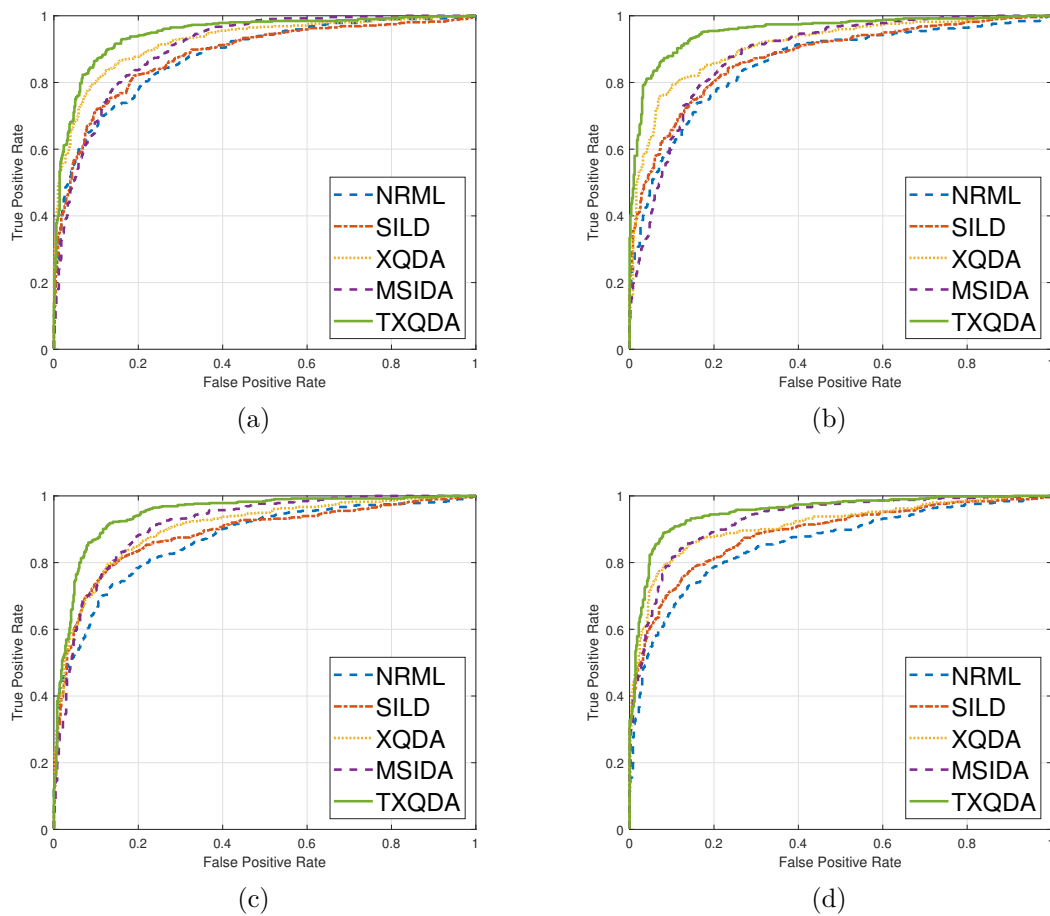 True Positive Rate
1
0.8
0.6
0.4
0.2
0
NRML
SILD
XQDA
MSIDA
TXQDA
0 0.2 0.4 0.6 0.8 1
False Positive Rate
(a)
True Positive Rate
1
0.8
0.6
0.4
0.2
0
NRML
SILD
XQDA
MSIDA
TXQDA
0 0.2 0.4 0.6 0.8 1
False Positive Rate
(b)
True Positive Rate
1
0.8
0.6
0.4
0.2
0
NRML
SILD
XQDA
MSIDA
TXQDA
0 0.2 0.4 0.6 0.8 1
False Positive Rate
(c)
True Positive Rate
1
0.8
0.6
0.4
0.2
0
NRML
SILD
XQDA
MSIDA
TXQDA
0 0.2 0.4 0.6 0.8 1
False Positive Rate
(d)